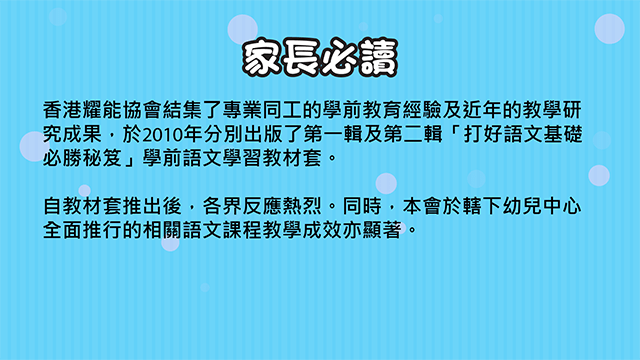 家長必讀
香港耀能協會結集了專業同工的學前教育經驗及近年的教學研
究成果，於2010年分別出版了第一輯及第二輯「打好語文基礎
必勝秘笈」學前語文學習教材套。
自教材套推出後，各界反應熱烈。同時，本會於轄下幼兒中心
全面推行的相關語文課程教學成效亦顯著。